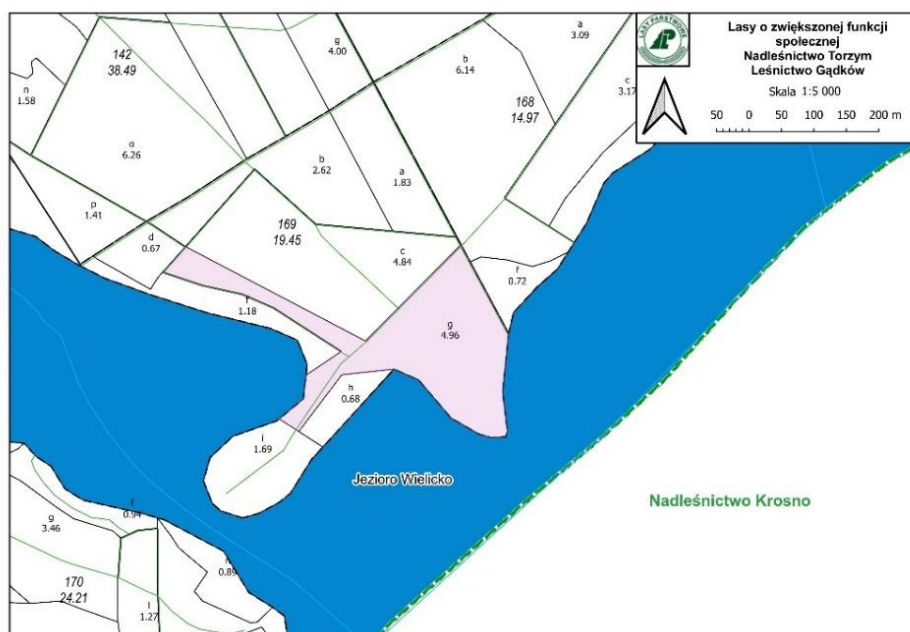 LASY PAŃSTWOWE
Lasy o zwiększonej funkcji
społecznej
Nadleśnictwo Torzym
Leśnictwo Gądków
Skala 1:5 000
50 0 50 100 150 200 m
142
38.49
g
4.00
b
6.14
a
3.09
c
3.17
n
1.58
168
14.97
o
6.26
b
2.62
a
1.83
p
1.41
d
0.67
169
19.45
c
4.84
f
0.72
f
1.18
g
4.96
h
0.68
i
1.69
Jezioro Wielicko
Nadleśnictwo Krosno
f
0.94
g
3.46
0.89
170
24.21
l
1.27